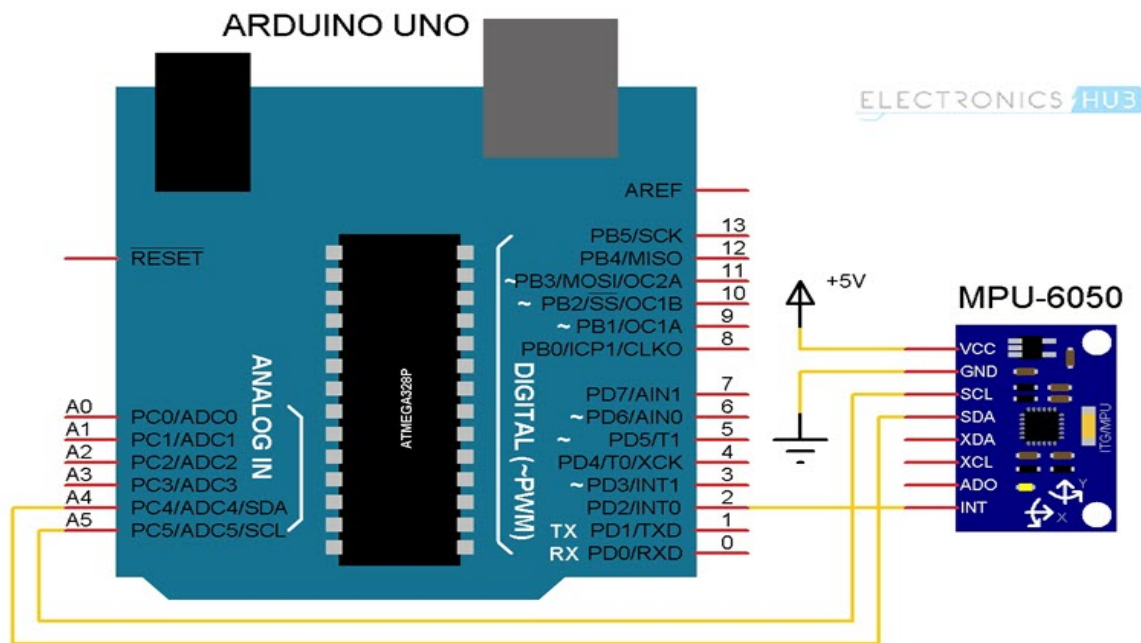 ARDUINO UNO
ELECTRONICS HUB
AREF
RESET
PB5/SCK 13
PB4/MISO 12
~PB3/MOSI/OC2A 11
~ PB2/SS/OC1B 10
~ PB1/OC1A 9
PB0/ICP1/CLKO 8
PD7/AIN1 7
~PD6/AIN0 6
~ PD5/T1 5
PD4/T0/XCK 4
~PD3/INT1 3
PD2/INT0 2
TX PD1/TXD 1
RX PD0/RXD 0
DIGITAL (~PWM)
ATMEGA328P
ANALOG IN
A0 PC0/ADC0
A1 PC1/ADC1
A2 PC2/ADC2
A3 PC3/ADC3
A4 PC4/ADC4/SDA
A5 PC5/ADC5/SCL
+5V
MPU-6050
VCC
GND
SCL
SDA
XDA
XCL
ADO
INT
ITG/MPU
Y
X